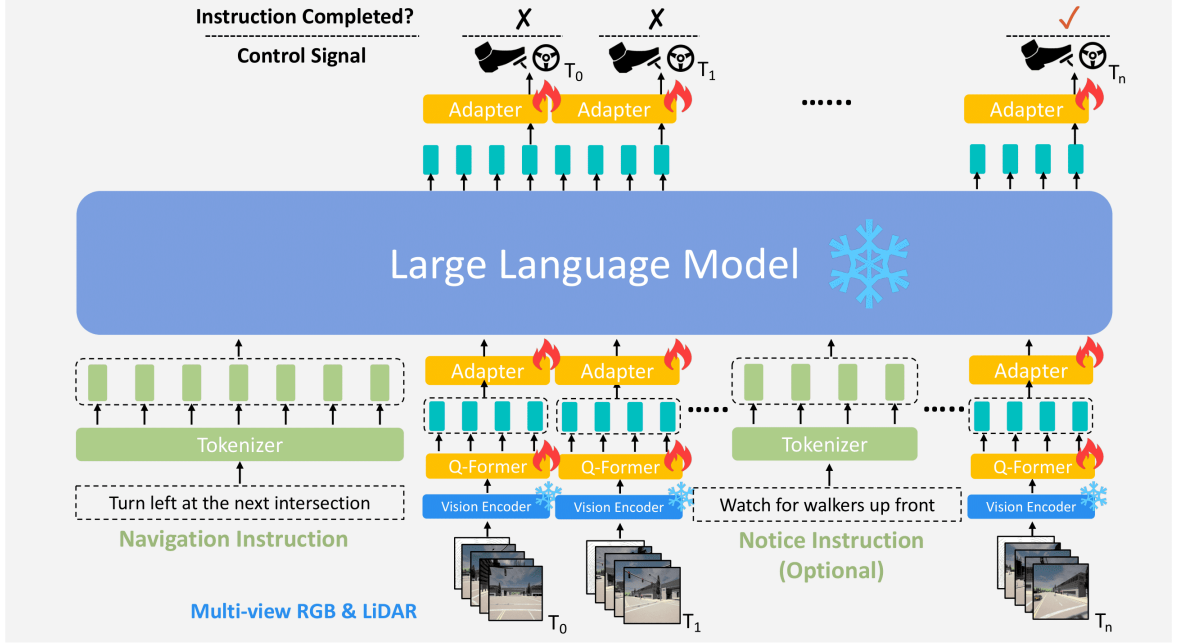 Instruction Completed? ✗ ✗ ✓
Control Signal
T0 T1 Tn
Adapter Adapter ...... Adapter
Large Language Model
Adapter Adapter Adapter
...... ......
Tokenizer Q-Former Q-Former Tokenizer Q-Former
Turn left at the next intersection Vision Encoder Vision Encoder Watch for walkers up front Vision Encoder
Navigation Instruction Notice Instruction
(Optional)
Multi-view RGB & LiDAR
T0 T1 Tn